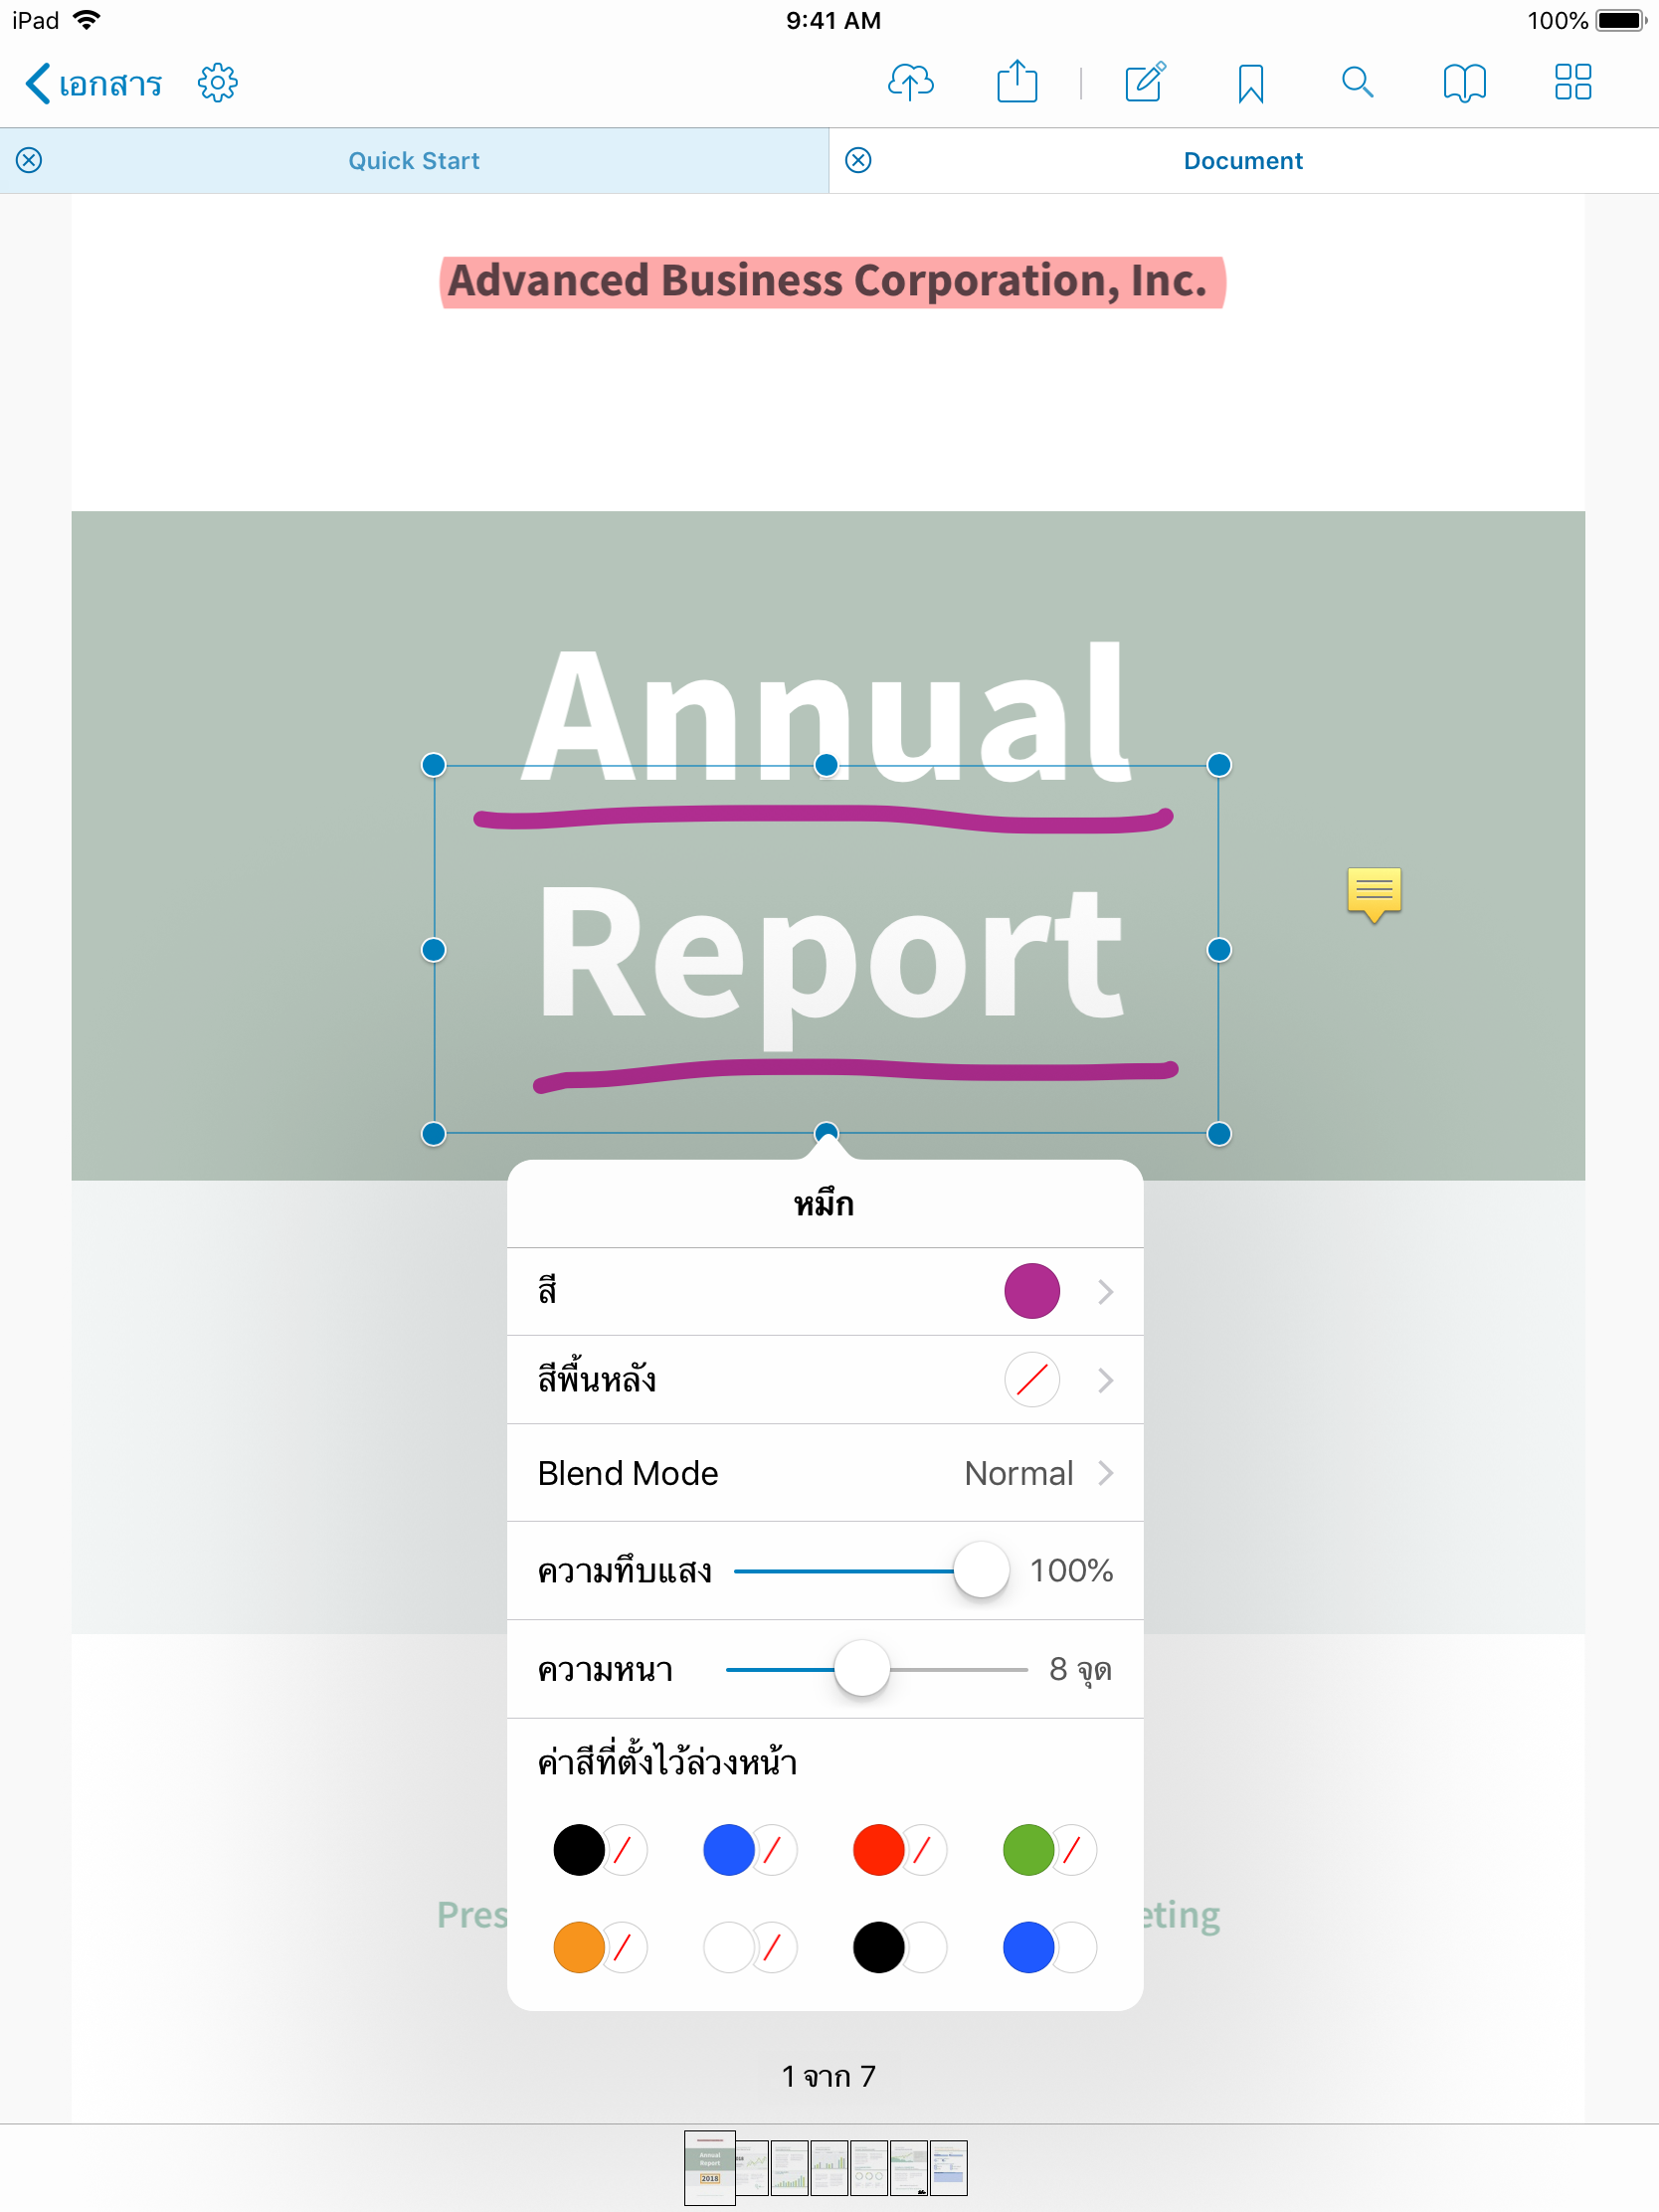 iPad 9:41 AM 100%
เอกสาร
Quick Start Document
Advanced Business Corporation, Inc.
Annual
Report
หมึก
สี
สีพื้นหลัง
Blend Mode Normal
ความทึบแสง 100%
ความหนา 8 จุด
ค่าสีที่ตั้งไว้ล่วงหน้า
Pres eting
1 จาก 7
Annual
Report
2018